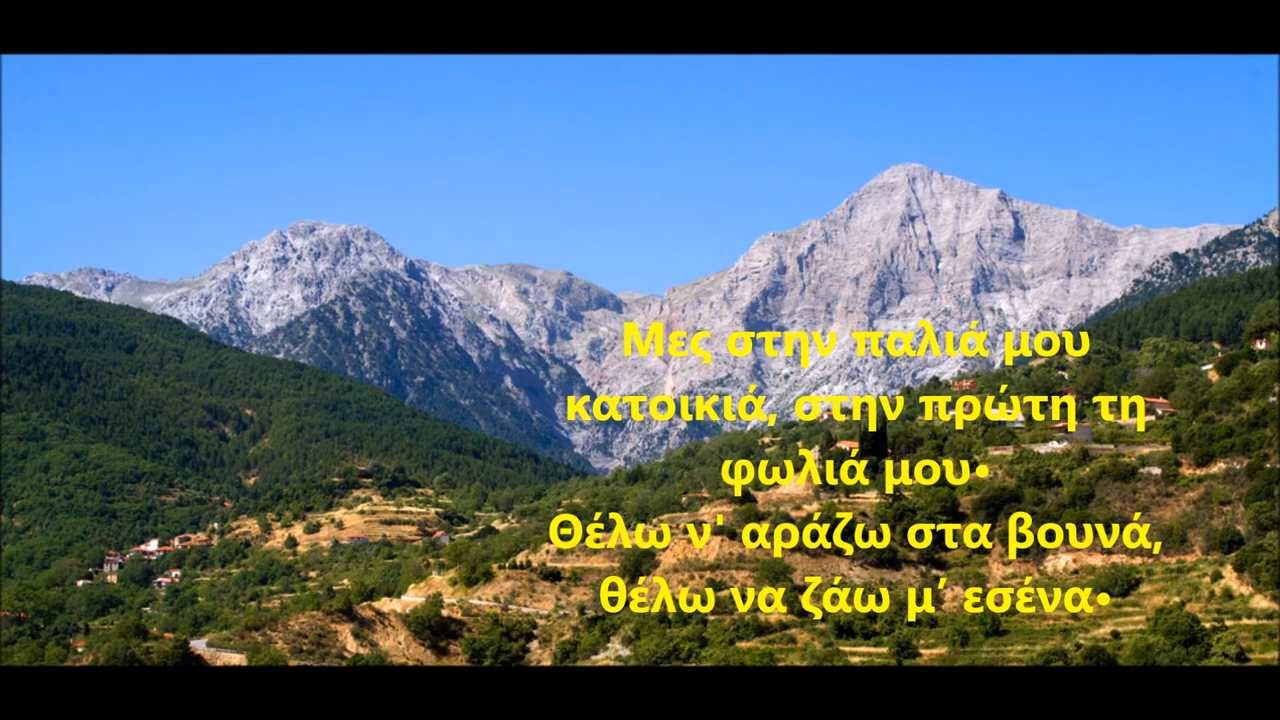 Μες στην παλιά μου
κατοικιά, στην πρώτη τη
φωλιά μου•
Θέλω ν' αράζω στα βουνά,
θέλω να ζάω μ’ εσένα•